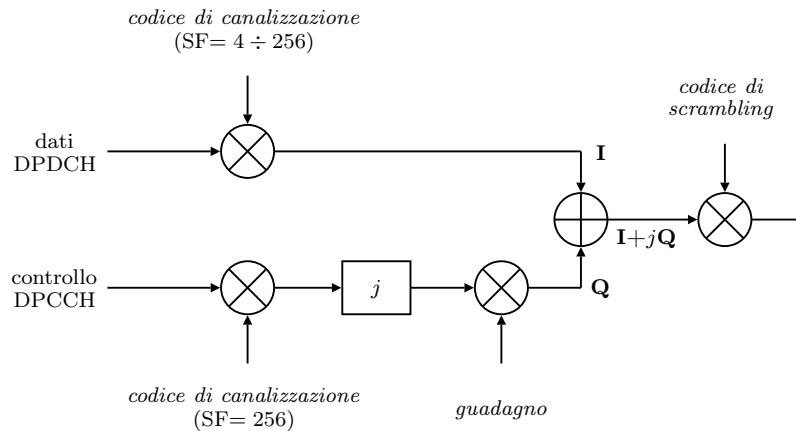 codice di canalizzazione
(SF= 4 ÷ 256)
codice di
scrambling
dati
DPDCH
I
I+jQ
controllo
DPCCH
j
Q
codice di canalizzazione
(SF= 256)
guadagno